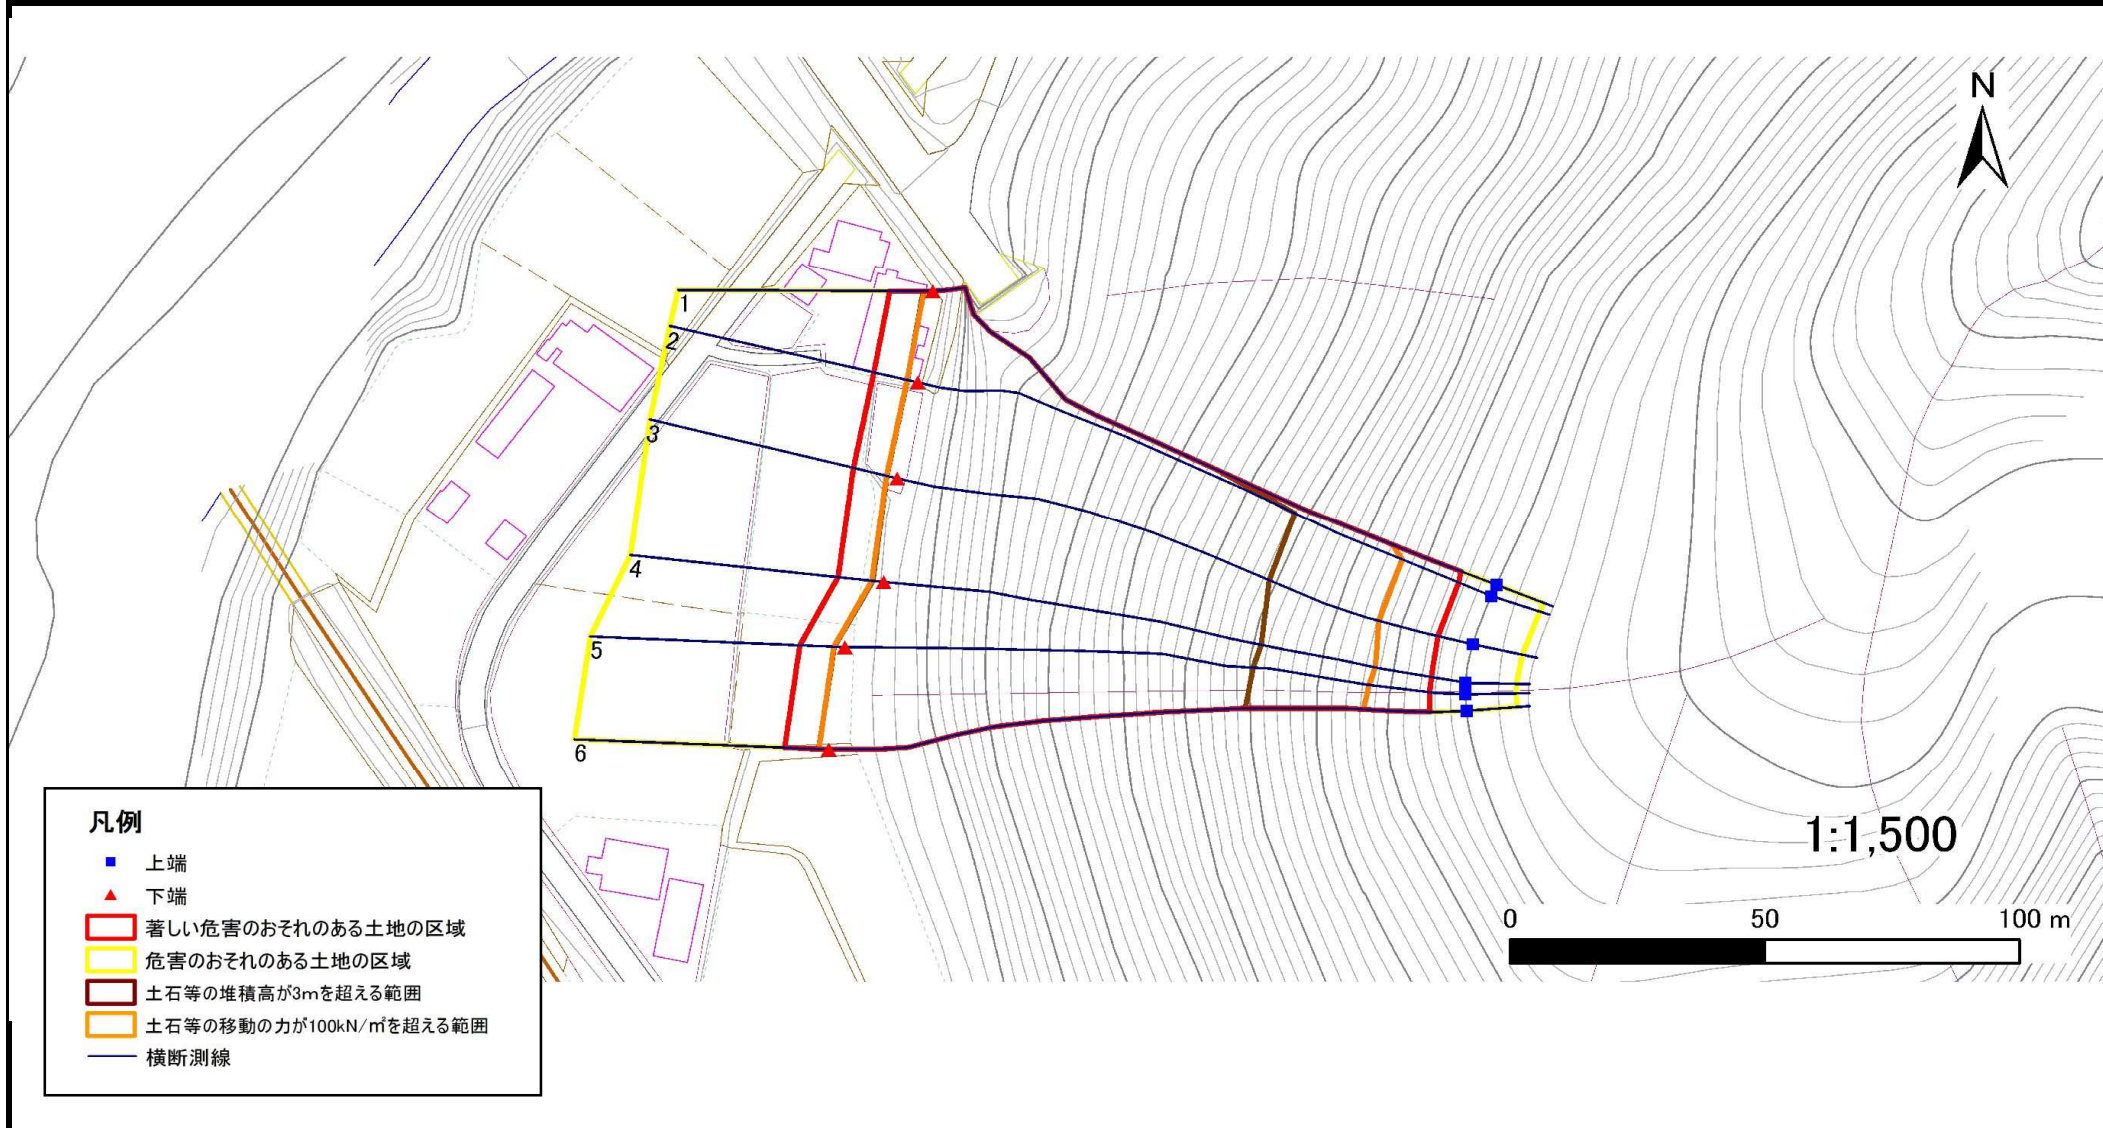 N
1
2
3
4
5
6
1:1,500
0 50 100 m
凡例
上端
下端
著しい危害のおそれのある土地の区域
危害のおそれのある土地の区域
土石等の堆積高が3mを超える範囲
土石等の移動の力が100kN/㎡を超える範囲
横断測線